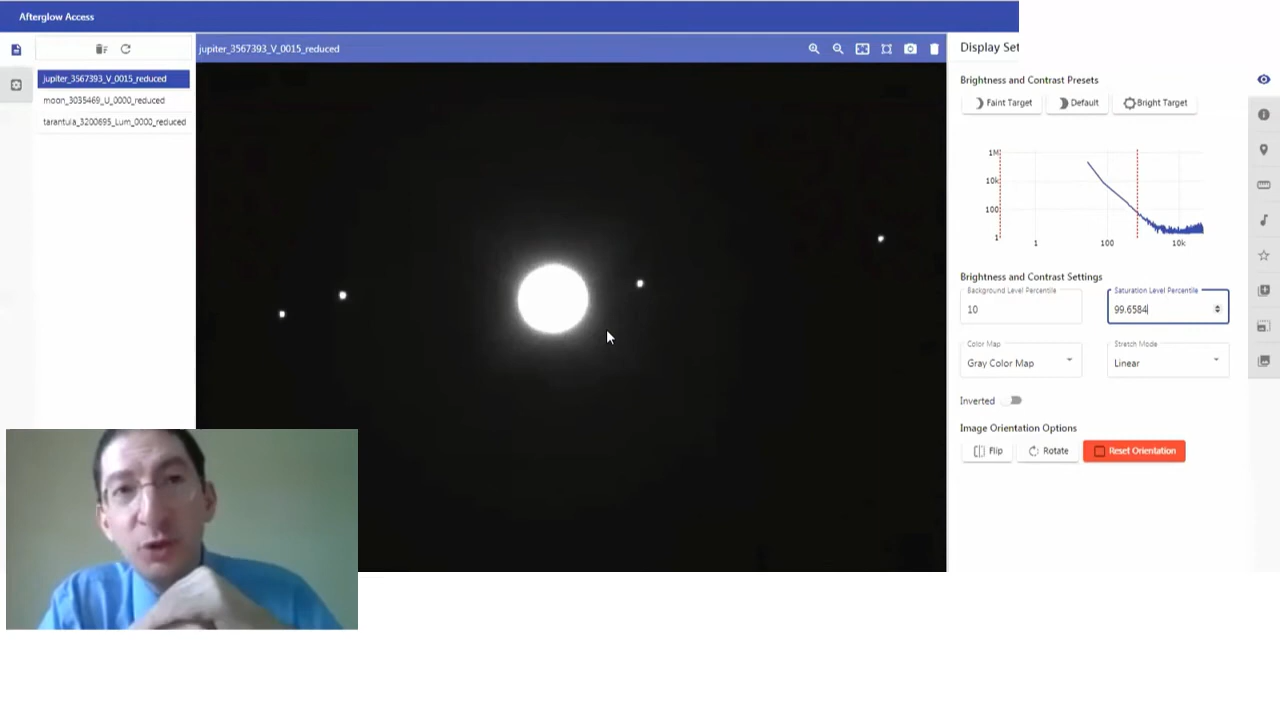 Afterglow Access
jupiter_3567393_V_0015_reduced
moon_3035469_U_0000_reduced
tarantula_3200695_Lum_0000_reduced
jupiter_3567393_V_0015_reduced
Display Set
Brightness and Contrast Presets
Faint Target Default Bright Target
1M
10k
100
1
1 100 10k
Brightness and Contrast Settings
Background Level Percentile Saturation Level Percentile
10 99.6584
Color Map Stretch Mode
Gray Color Map Linear
Inverted
Image Orientation Options
Flip Rotate Reset Orientation